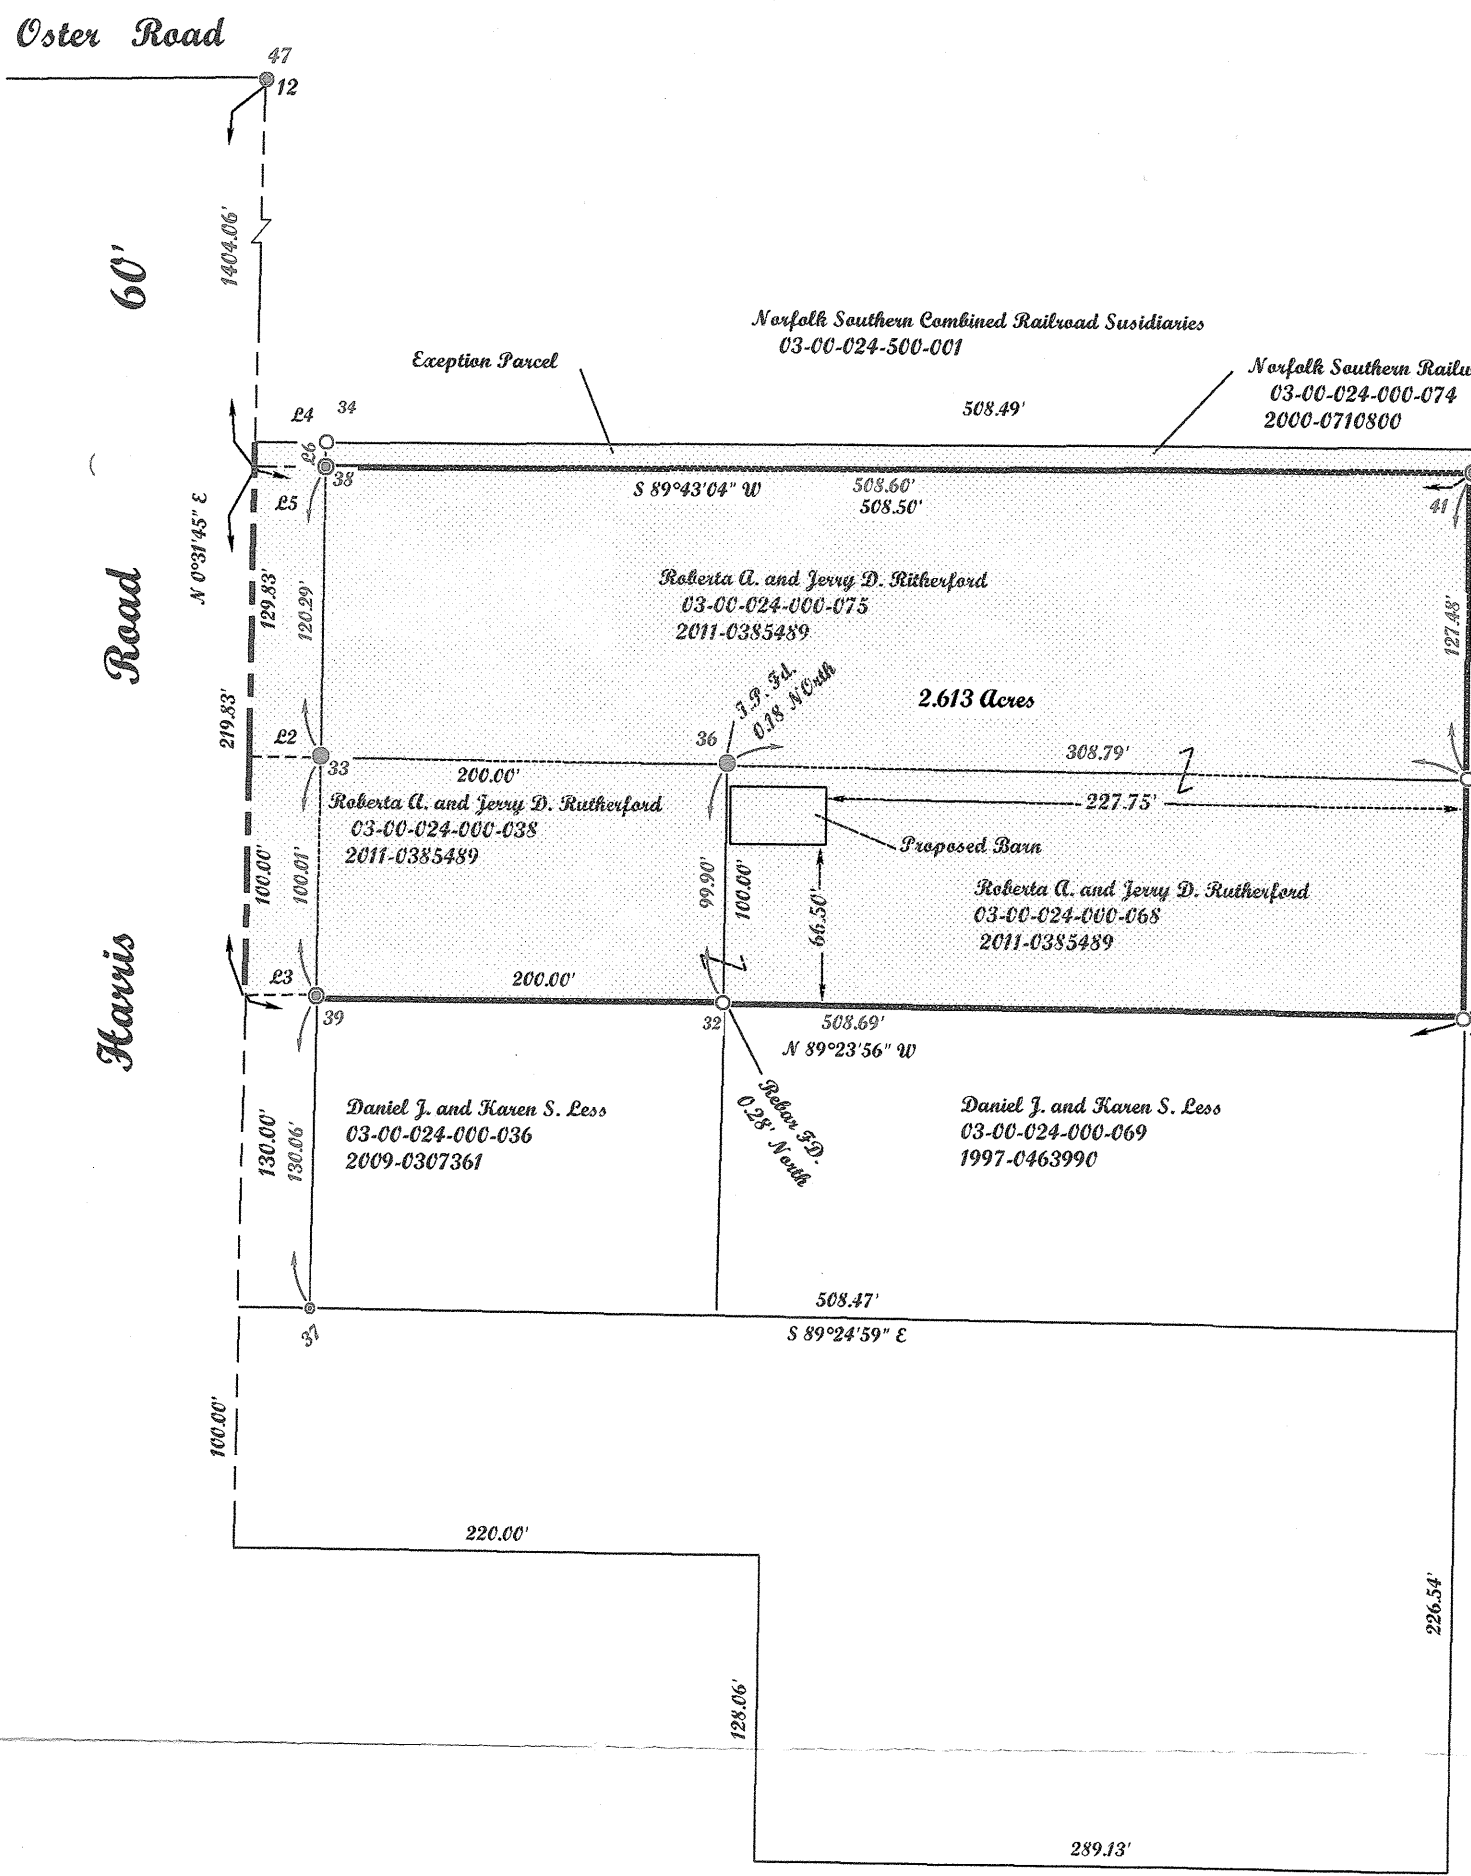 Oster Road
47
12
1404.06'
60'
Norfolk Southern Combined Railroad Susidiaries
03-00-024-500-001
Exeption Parcel
Norfolk Southern Railw
03-00-024-000-074
2000-0710800
L4
34
508.49'
L6
38
L5
S 89°43'04" W
508.60'
508.50'
41
N 0°31'45" E
129.83'
120.29'
Roberta A. and Jerry D. Rutherford
03-00-024-000-075
2011-0385489
127.48'
Road
219.83'
I.P. Fd.
0.18 NOrth
2.613 Acres
L2
33
200.00'
36
308.79'
227.75'
Roberta A. and Jerry D. Rutherford
03-00-024-000-038
2011-0385489
Proposed Barn
100.00'
100.01'
99.90'
100.00'
66.50'
Roberta A. and Jerry D. Rutherford
03-00-024-000-068
2011-0385489
Harris
L3
39
200.00'
32
508.69'
N 89°23'56" W
Rebar FD.
0.28' North
130.00'
130.06'
Daniel J. and Karen S. Less
03-00-024-000-036
2009-0307361
Daniel J. and Karen S. Less
03-00-024-000-069
1997-0463990
37
508.47'
S 89°24'59" E
100.00'
220.00'
226.54'
128.06'
289.13'